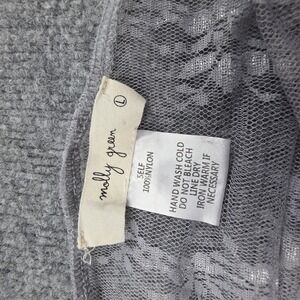 molly green
L
SELF
100%NYLON
HAND WASH COLD
DO NOT BLEACH
LINE DRY
IRON WARM IF
NECESSARY